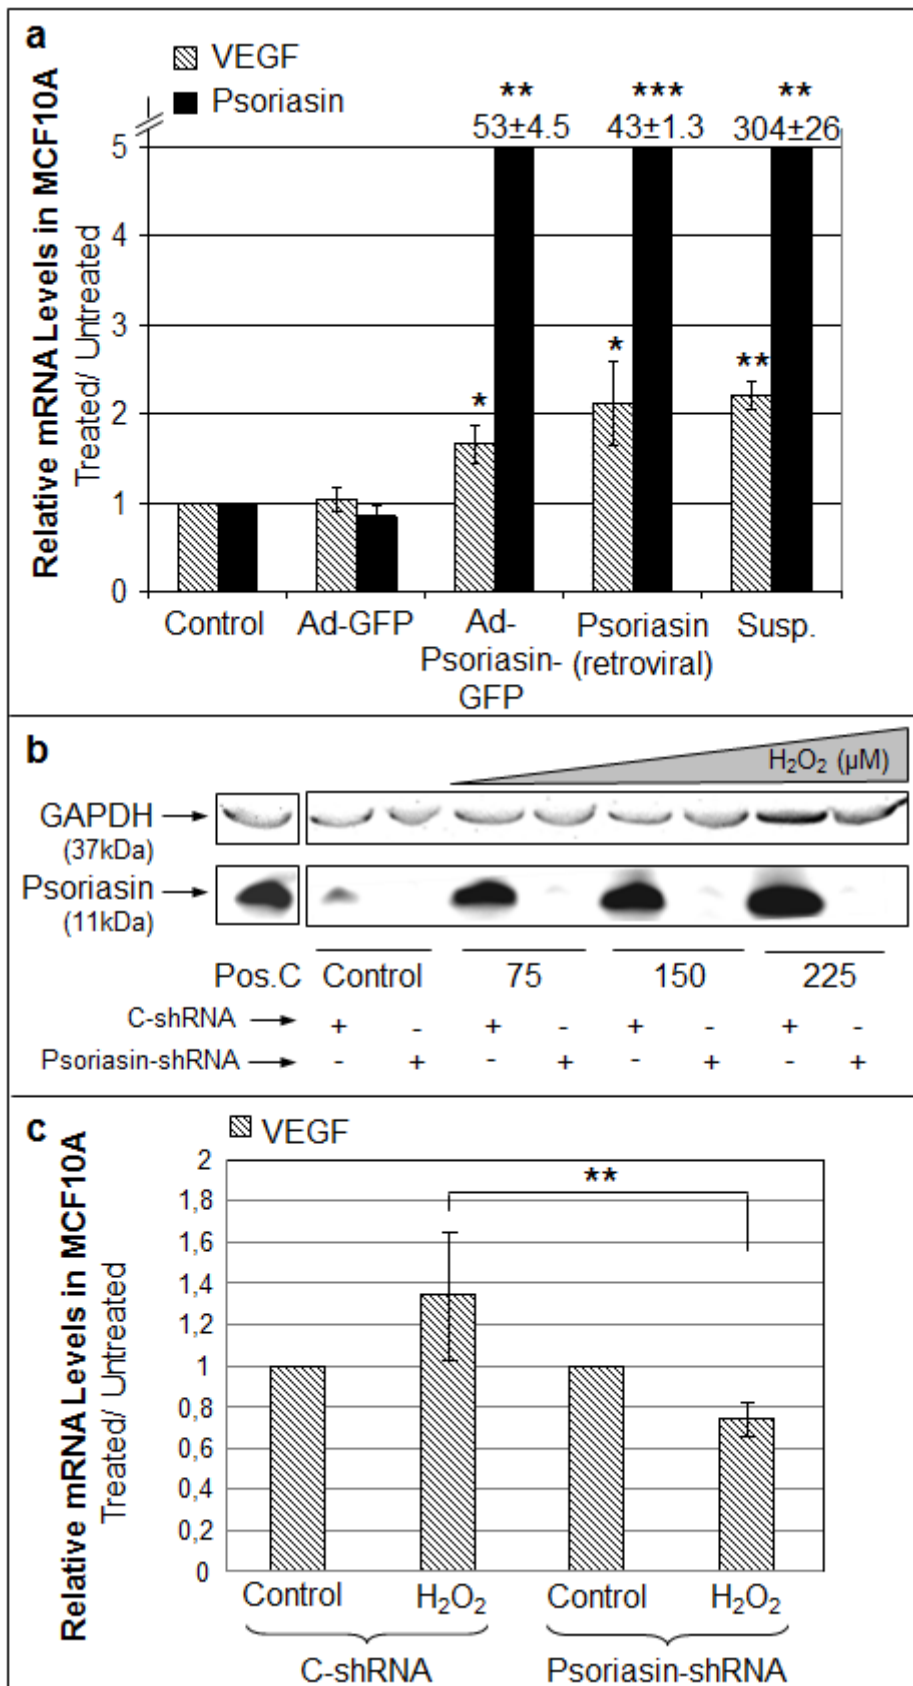 a
VEGF
Psoriasin
** *** **
53±4.5 43±1.3 304±26
5
4
3
2
1
0
* * **
Relative mRNA Levels in MCF10A
Treated/ Untreated
Control Ad-GFP Ad-Psoriasin-GFP Psoriasin (retroviral) Susp.
b
H₂O₂ (µM)
GAPDH
(37kDa)
Psoriasin
(11kDa)
Pos.C Control 75 150 225
C-shRNA + - + - + - + -
Psoriasin-shRNA - + - + - + - +
c
VEGF
Relative mRNA Levels in MCF10A
Treated/ Untreated
2
1,8
1,6
1,4
1,2
1
0,8
0,6
0,4
0,2
0
**
Control H₂O₂ Control H₂O₂
C-shRNA Psoriasin-shRNA